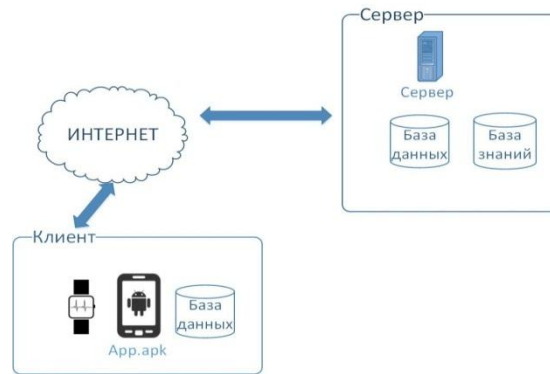 Сервер
Сервер
База
данных
База
знаний
ИНТЕРНЕТ
Клиент
База
данных
App.apk